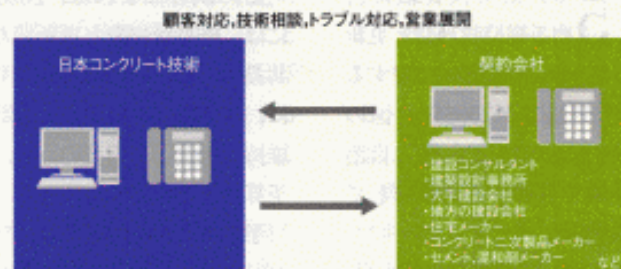 顧客対応,技術相談,トラブル対応,営業展開
日本コンクリート技術
契約会社
・建設コンサルタント
・建築設計事務所
・大手建設会社
・地方の建設会社
・住宅メーカー
・コンクリート二次製品メーカー
・セメント,混和剤メーカー
など